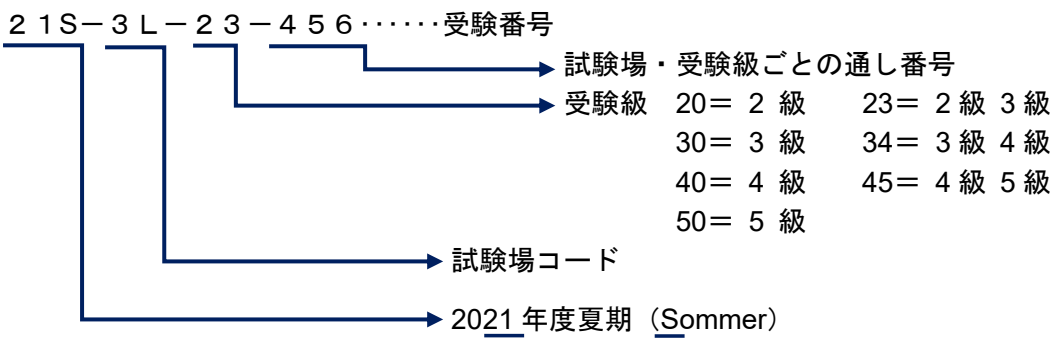 ２１S－３Ｌ－２３－４５６‥‥‥受験番号
試験場・受験級ごとの通し番号
受験級 20＝ 2 級 23＝ 2 級 3 級
30＝ 3 級 34＝ 3 級 4 級
40＝ 4 級 45＝ 4 級 5 級
50＝ 5 級
試験場コード
2021 年度夏期（Sommer）